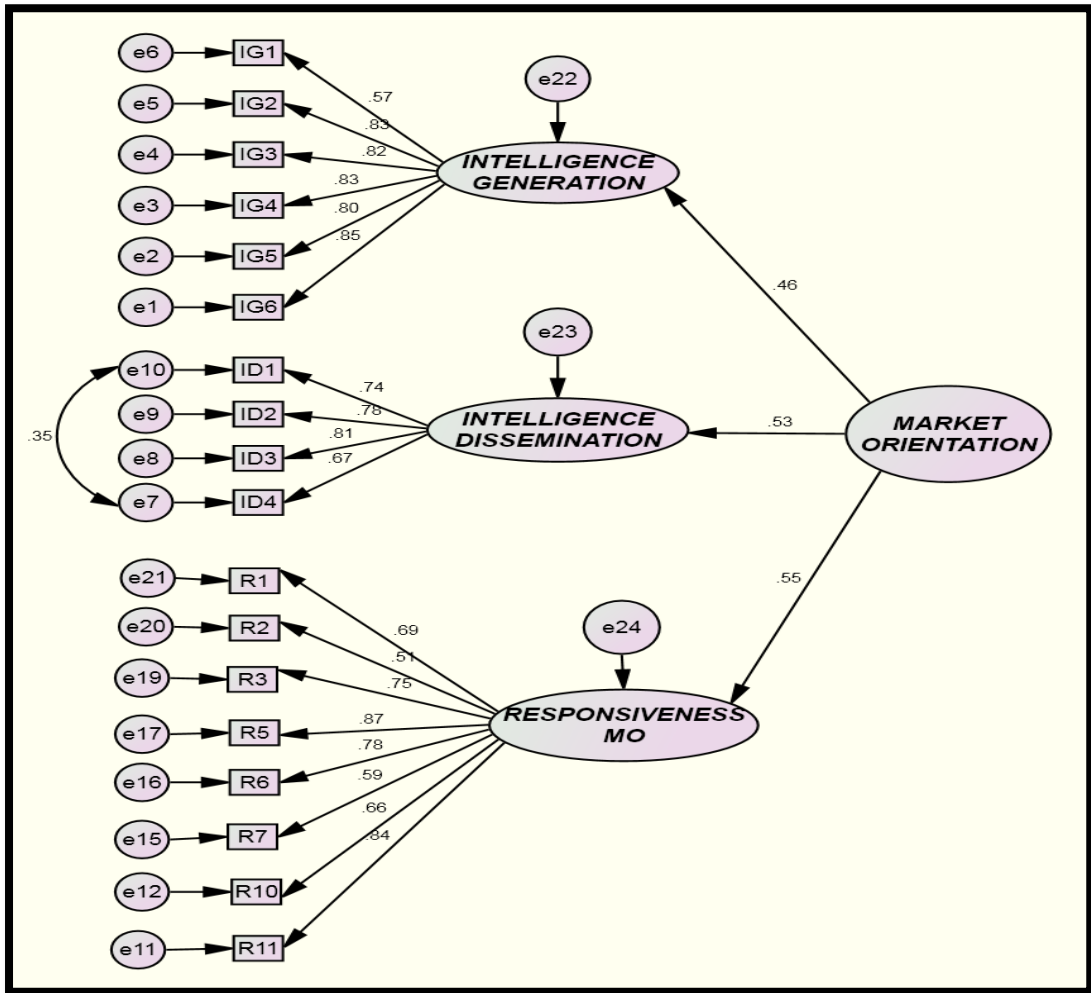 e6
IG1
e22
.57
e5
IG2
.83
e4
IG3
.82
INTELLIGENCE
GENERATION
e3
IG4
.83
.80
e2
IG5
.85
e1
IG6
.46
e23
e10
ID1
.74
e9
ID2
.78
INTELLIGENCE
DISSEMINATION
.53
MARKET
ORIENTATION
.35
e8
ID3
.81
.67
e7
ID4
e21
R1
.55
e20
R2
.69
e24
.51
e19
R3
.75
RESPONSIVENESS
MO
e17
R5
.87
.78
e16
R6
.59
.66
e15
R7
.84
e12
R10
e11
R11